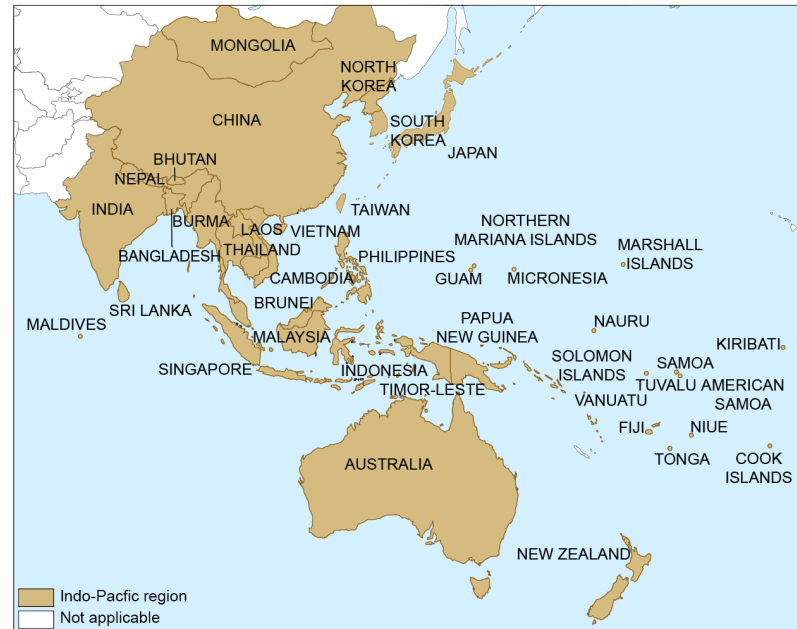 MONGOLIA
NORTH
KOREA
CHINA
SOUTH
KOREA
JAPAN
BHUTAN
NEPAL
INDIA
BURMA
LAOS
VIETNAM
TAIWAN
BANGLADESH
THAILAND
CAMBODIA
PHILIPPINES
NORTHERN
MARIANA ISLANDS
GUAM
MICRONESIA
MARSHALL
ISLANDS
SRI LANKA
BRUNEI
MALDIVES
MALAYSIA
SINGAPORE
INDONESIA
TIMOR-LESTE
PAPUA
NEW GUINEA
NAURU
KIRIBATI
SOLOMON
ISLANDS
SAMOA
TUVALU
AMERICAN
SAMOA
VANUATU
FIJI
NIUE
TONGA
COOK
ISLANDS
AUSTRALIA
NEW ZEALAND
Indo-Pacfic region
Not applicable